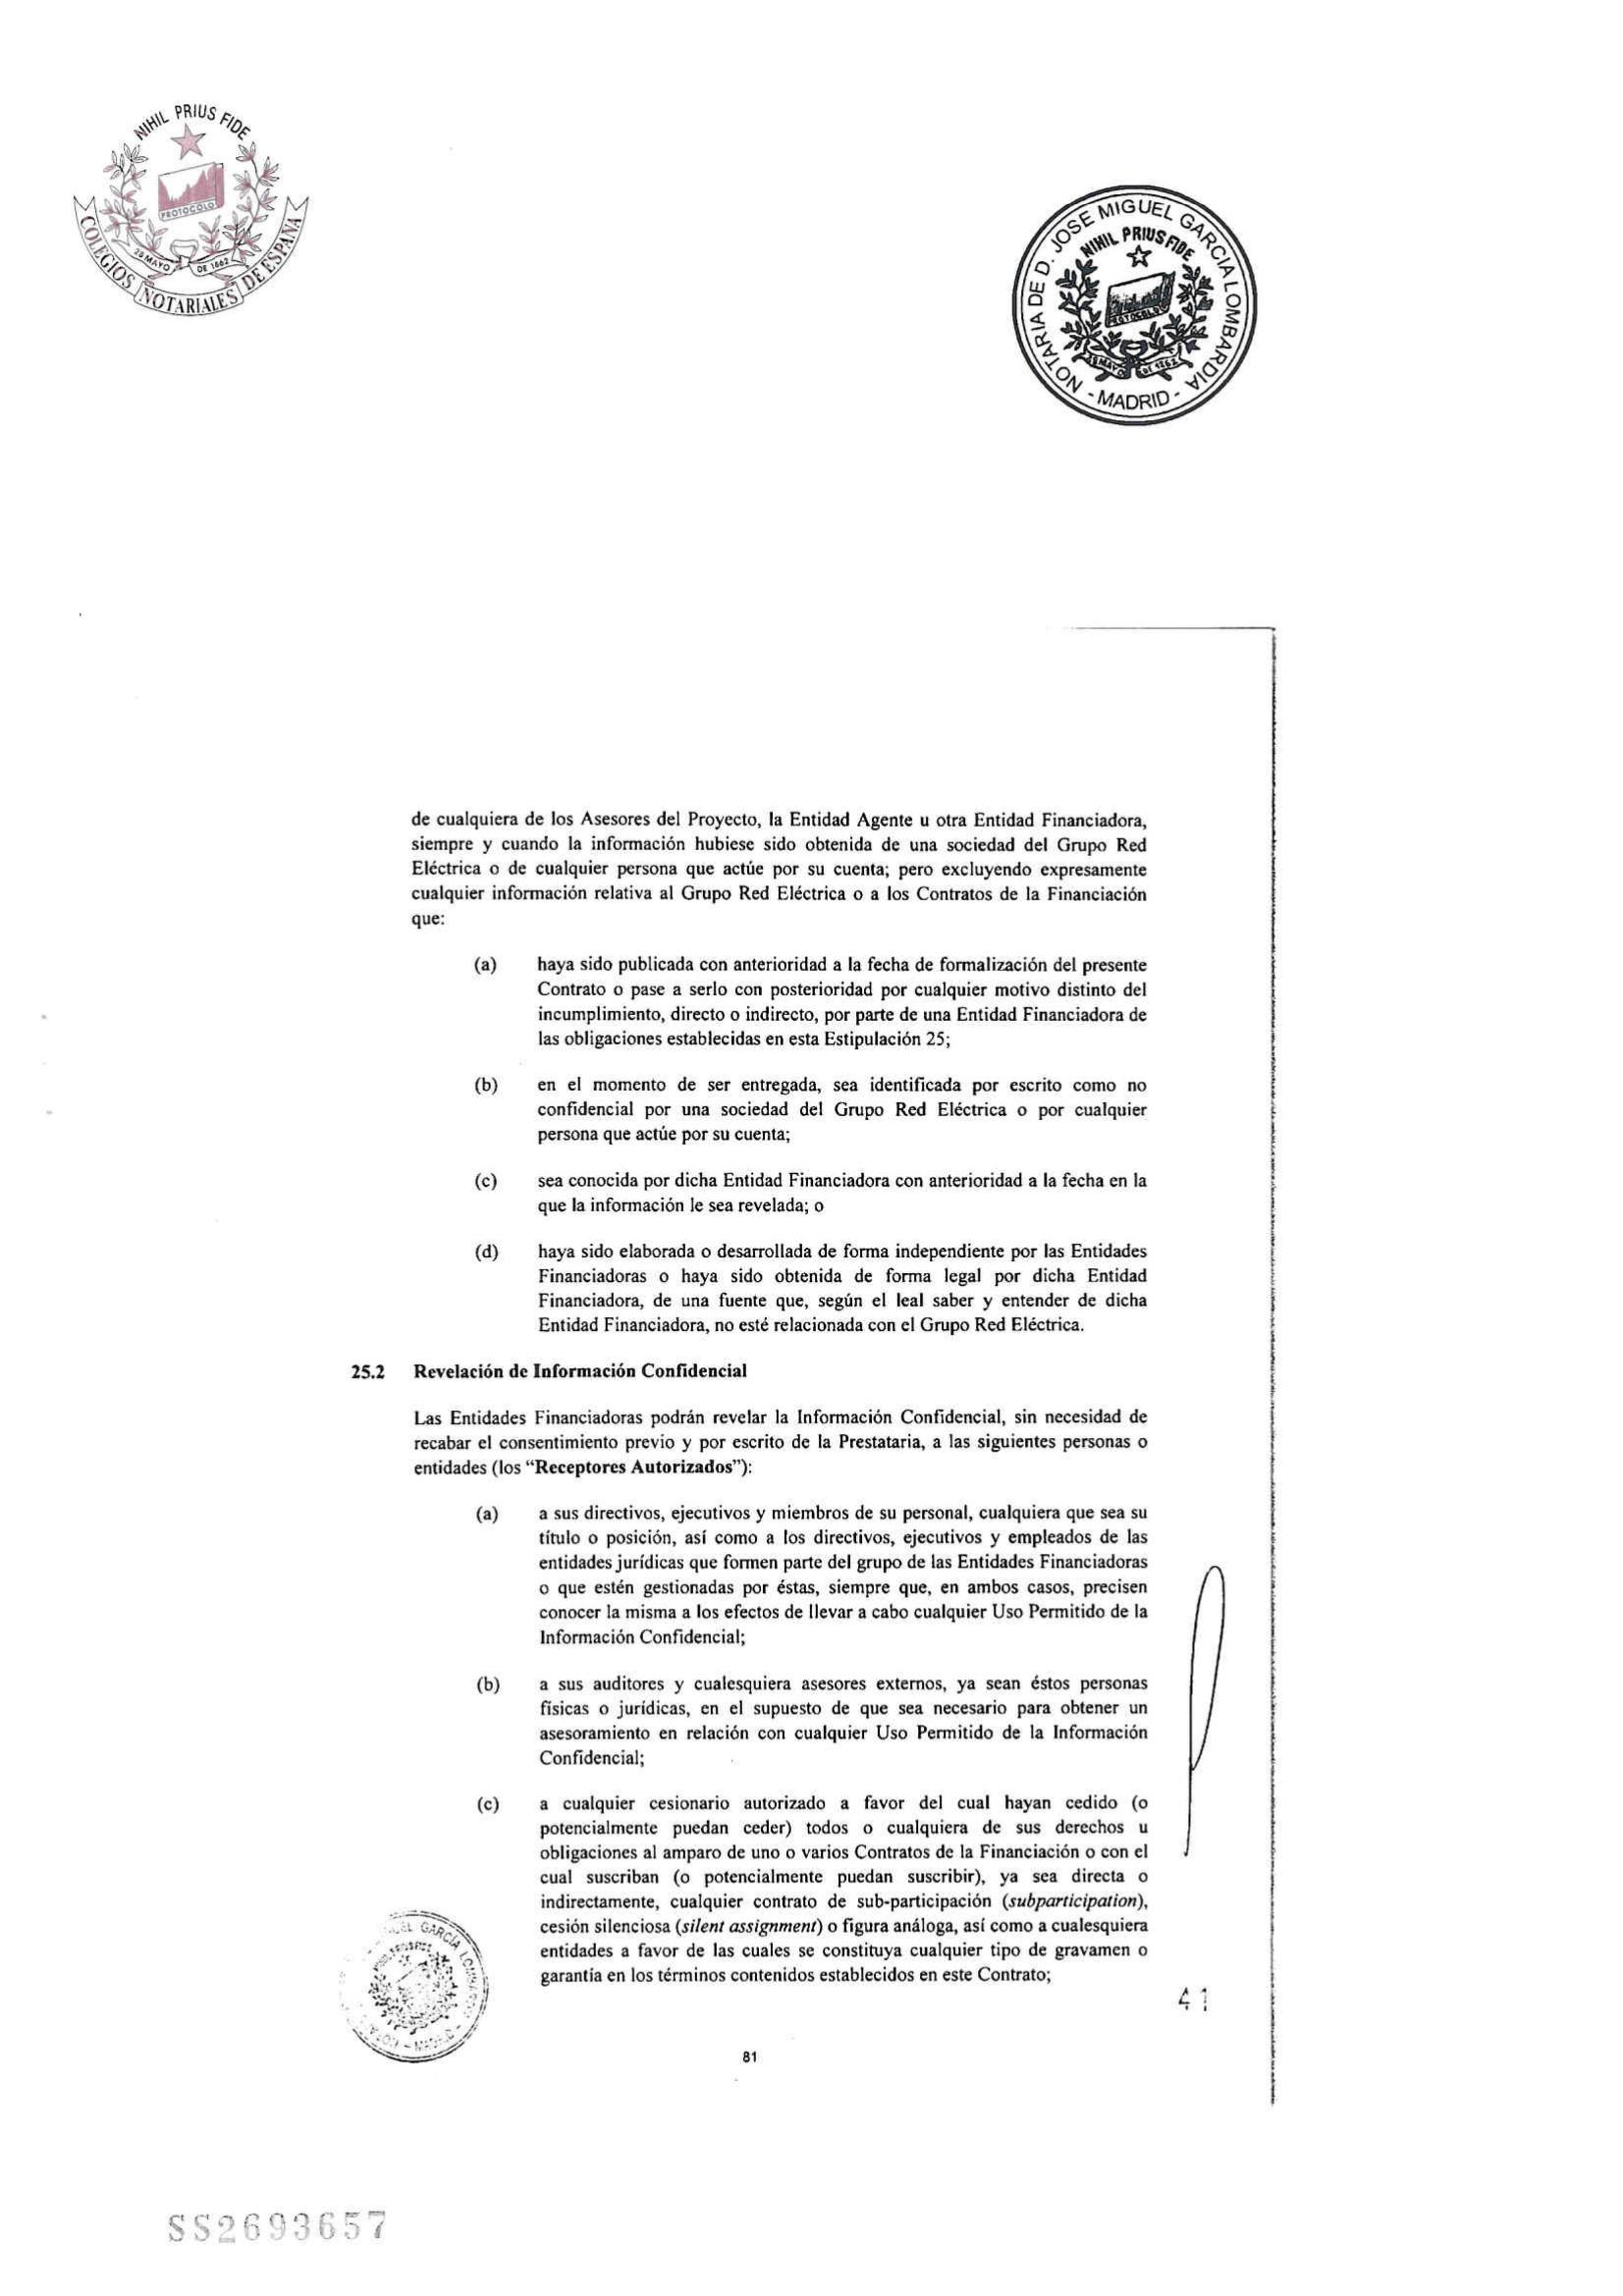 NIHIL PRIUS FIDE
PROTOCOLO
28 MAYO DE 1862
COLEGIOS NOTARIALES DE ESPAÑA
NOTARIA DE D. JOSE MIGUEL GARCIA LOMBARDIA
NIHIL PRIUS FIDE
PROTOCOLO
28 MAYO DE 1862
- MADRID -
de cualquiera de los Asesores del Proyecto, la Entidad Agente u otra Entidad Financiadora,
siempre y cuando la información hubiese sido obtenida de una sociedad del Grupo Red
Eléctrica o de cualquier persona que actúe por su cuenta; pero excluyendo expresamente
cualquier información relativa al Grupo Red Eléctrica o a los Contratos de la Financiación
que:
(a) haya sido publicada con anterioridad a la fecha de formalización del presente
Contrato o pase a serlo con posterioridad por cualquier motivo distinto del
incumplimiento, directo o indirecto, por parte de una Entidad Financiadora de
las obligaciones establecidas en esta Estipulación 25;
(b) en el momento de ser entregada, sea identificada por escrito como no
confidencial por una sociedad del Grupo Red Eléctrica o por cualquier
persona que actúe por su cuenta;
(c) sea conocida por dicha Entidad Financiadora con anterioridad a la fecha en la
que la información le sea revelada; o
(d) haya sido elaborada o desarrollada de forma independiente por las Entidades
Financiadoras o haya sido obtenida de forma legal por dicha Entidad
Financiadora, de una fuente que, según el leal saber y entender de dicha
Entidad Financiadora, no esté relacionada con el Grupo Red Eléctrica.
25.2 Revelación de Información Confidencial
Las Entidades Financiadoras podrán revelar la Información Confidencial, sin necesidad de
recabar el consentimiento previo y por escrito de la Prestataria, a las siguientes personas o
entidades (los “Receptores Autorizados”):
(a) a sus directivos, ejecutivos y miembros de su personal, cualquiera que sea su
título o posición, así como a los directivos, ejecutivos y empleados de las
entidades jurídicas que formen parte del grupo de las Entidades Financiadoras
o que estén gestionadas por éstas, siempre que, en ambos casos, precisen
conocer la misma a los efectos de llevar a cabo cualquier Uso Permitido de la
Información Confidencial;
(b) a sus auditores y cualesquiera asesores externos, ya sean éstos personas
físicas o jurídicas, en el supuesto de que sea necesario para obtener un
asesoramiento en relación con cualquier Uso Permitido de la Información
Confidencial;
(c) a cualquier cesionario autorizado a favor del cual hayan cedido (o
potencialmente puedan ceder) todos o cualquiera de sus derechos u
obligaciones al amparo de uno o varios Contratos de la Financiación o con el
cual suscriban (o potencialmente puedan suscribir), ya sea directa o
indirectamente, cualquier contrato de sub-participación (subparticipation),
cesión silenciosa (silent assignment) o figura análoga, así como a cualesquiera
entidades a favor de las cuales se constituya cualquier tipo de gravamen o
garantía en los términos contenidos establecidos en este Contrato;
GARCÍA
41
81
SS2693657